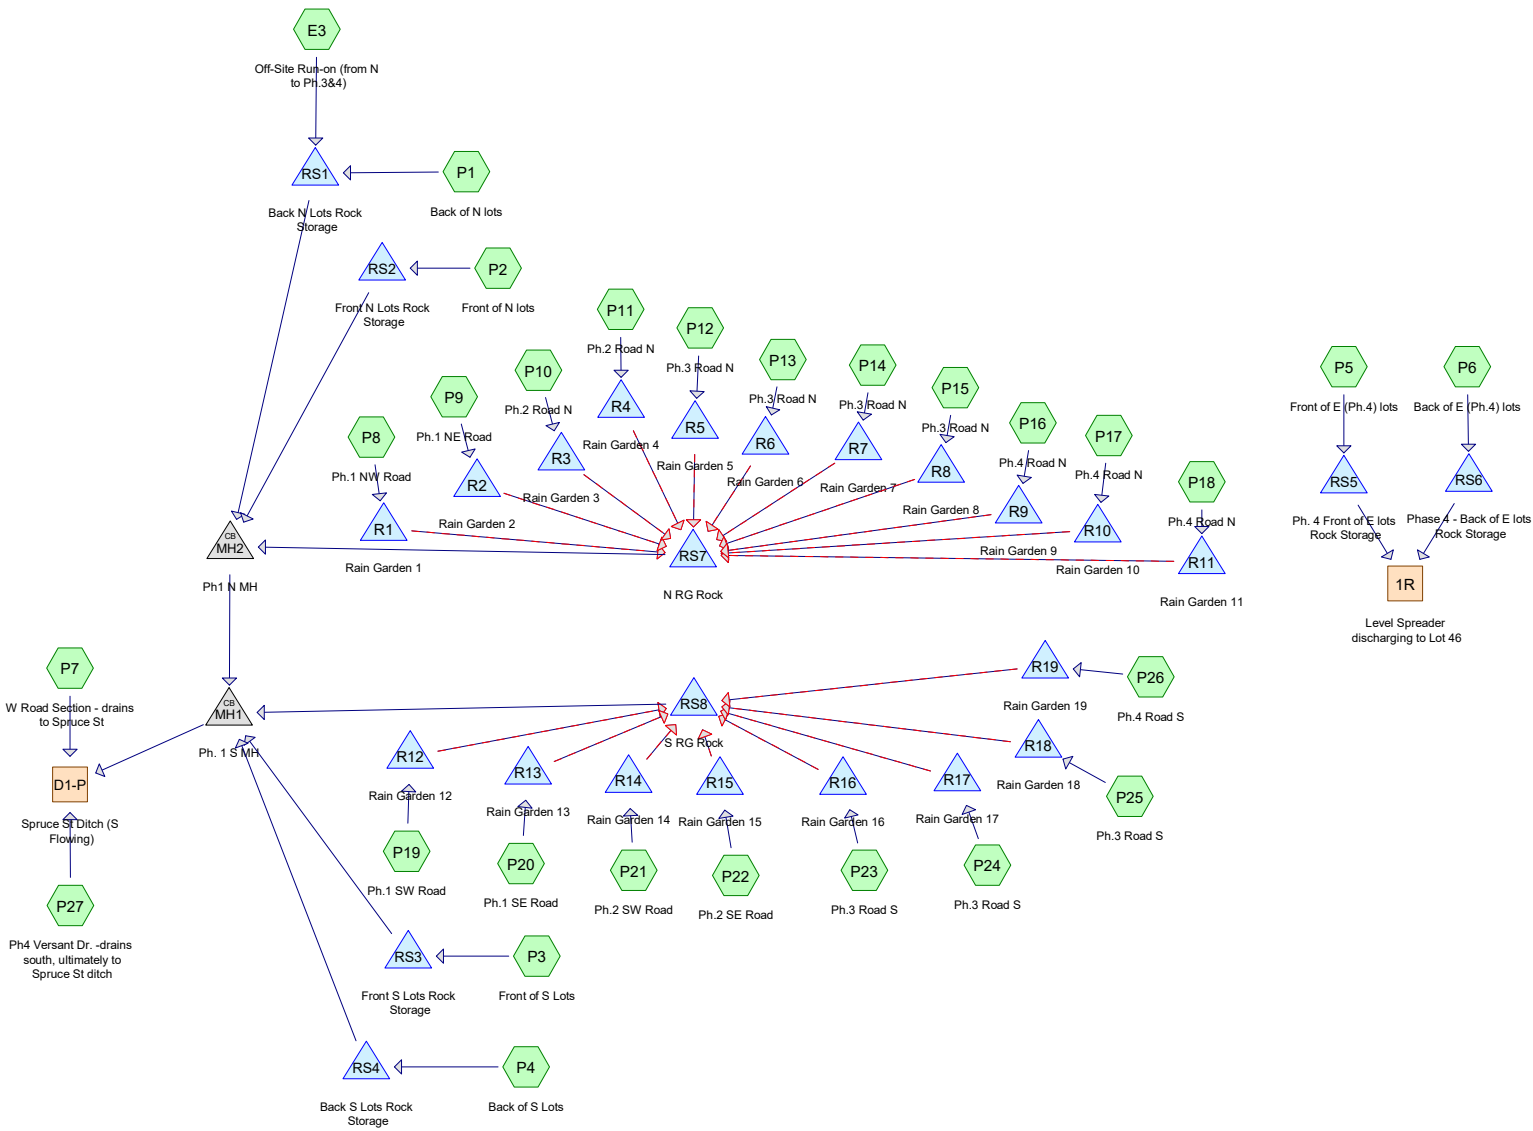 E3
Off-Site Run-on (from N
to Ph.3&4)
RS1
Back N Lots Rock
Storage
P1
Back of N lots
RS2
Front N Lots Rock
Storage
P2
Front of N lots
P11
Ph.2 Road N
P12
Ph.3 Road N
P13
Ph.3 Road N
P14
Ph.3 Road N
P15
Ph.3 Road N
P10
Ph.2 Road N
P9
Ph.1 NE Road
P8
Ph.1 NW Road
P16
Ph.4 Road N
P17
Ph.4 Road N
P18
Ph.4 Road N
R4
Rain Garden 4
R5
Rain Garden 5
R6
Rain Garden 6
R7
Rain Garden 7
R8
Rain Garden 8
R3
Rain Garden 3
R2
Rain Garden 2
R1
Rain Garden 1
R9
Rain Garden 9
R10
Rain Garden 10
R11
Rain Garden 11
RS7
N RG Rock
CB
MH2
Ph1 N MH
P5
Front of E (Ph.4) lots
P6
Back of E (Ph.4) lots
RS5
Ph. 4 Front of E lots
Rock Storage
RS6
Phase 4 - Back of E lots
Rock Storage
1R
Level Spreader
discharging to Lot 46
P7
W Road Section - drains
to Spruce St
CB
MH1
Ph. 1 S MH
D1-P
Spruce St Ditch (S
Flowing)
P27
Ph4 Versant Dr. -drains
south, ultimately to
Spruce St ditch
RS8
S RG Rock
R19
Rain Garden 19
P26
Ph.4 Road S
R18
Rain Garden 18
P25
Ph.3 Road S
R12
Rain Garden 12
R13
Rain Garden 13
R14
Rain Garden 14
R15
Rain Garden 15
R16
Rain Garden 16
R17
Rain Garden 17
P19
Ph.1 SW Road
P20
Ph.1 SE Road
P21
Ph.2 SW Road
P22
Ph.2 SE Road
P23
Ph.3 Road S
P24
Ph.3 Road S
RS3
Front S Lots Rock
Storage
P3
Front of S Lots
RS4
Back S Lots Rock
Storage
P4
Back of S Lots